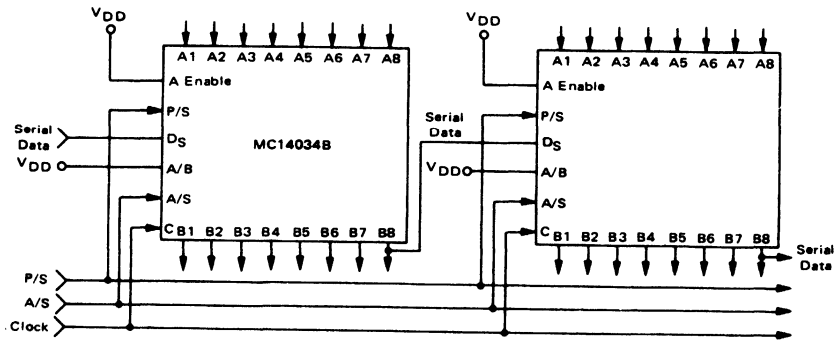 VDD
VDD
A1 A2 A3 A4 A5 A6 A7 A8
A1 A2 A3 A4 A5 A6 A7 A8
A Enable
A Enable
P/S
P/S
Serial
Data
DS
MC14034B
Serial
Data
DS
VDD
A/B
VDD
A/B
A/S
A/S
C
B1 B2 B3 B4 B5 B6 B7 B8
C
B1 B2 B3 B4 B5 B6 B7 B8
Serial
Data
P/S
A/S
Clock